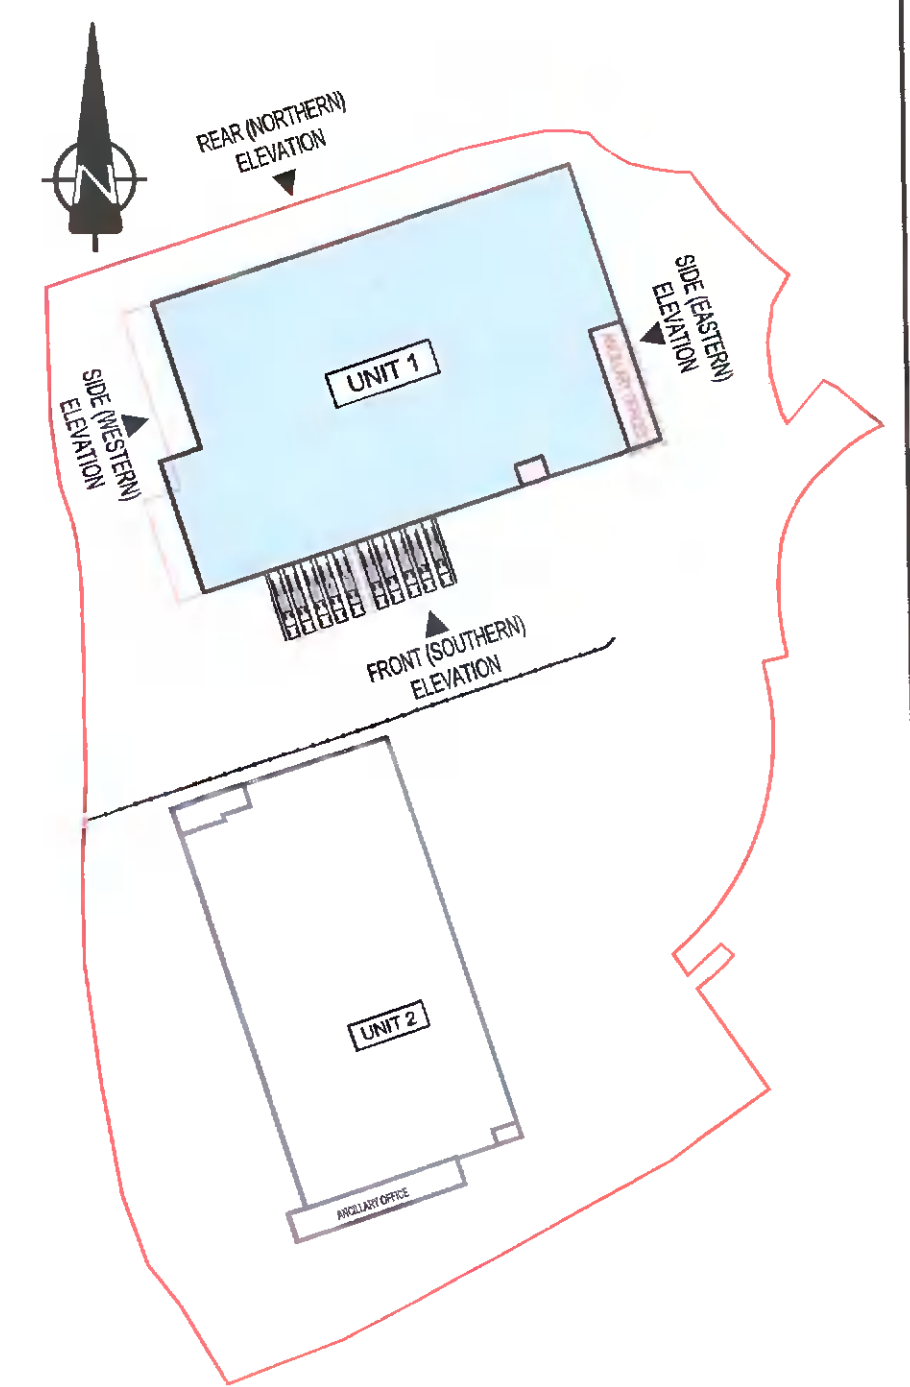 N
REAR (NORTHERN)
ELEVATION
SIDE (EASTERN)
ELEVATION
ANCILLARY OFFICES
UNIT 1
SIDE (WESTERN)
ELEVATION
FRONT (SOUTHERN)
ELEVATION
UNIT 2
ANCILLARY OFFICE